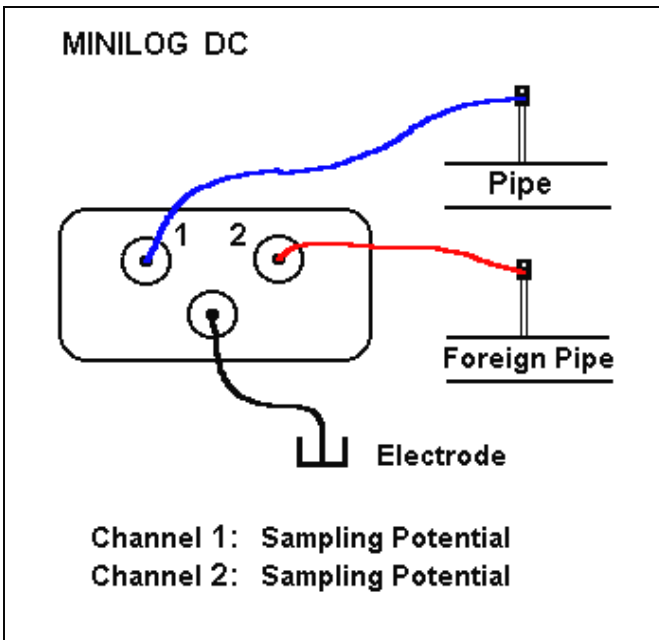 MINILOG DC
Pipe
1 2
Foreign Pipe
Electrode
Channel 1: Sampling Potential
Channel 2: Sampling Potential